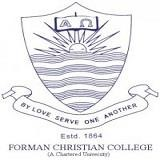 Α Ω
BY LOVE SERVE ONE ANOTHER
Estd. 1864
FORMAN CHRISTIAN COLLEGE
(A Chartered University)